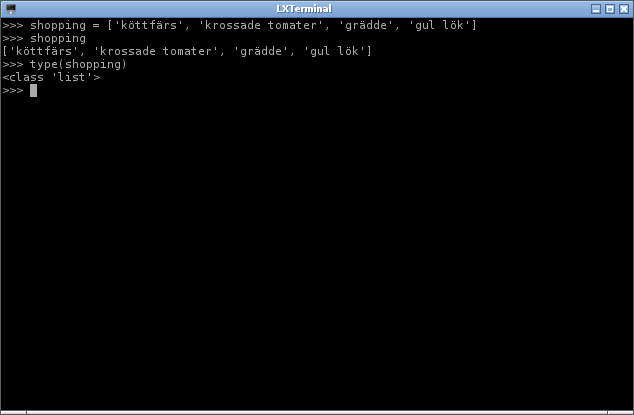 LXTerminal
>>> shopping = ['köttfärs', 'krossade tomater', 'grädde', 'gul lök']
>>> shopping
['köttfärs', 'krossade tomater', 'grädde', 'gul lök']
>>> type(shopping)
<class 'list'>
>>>